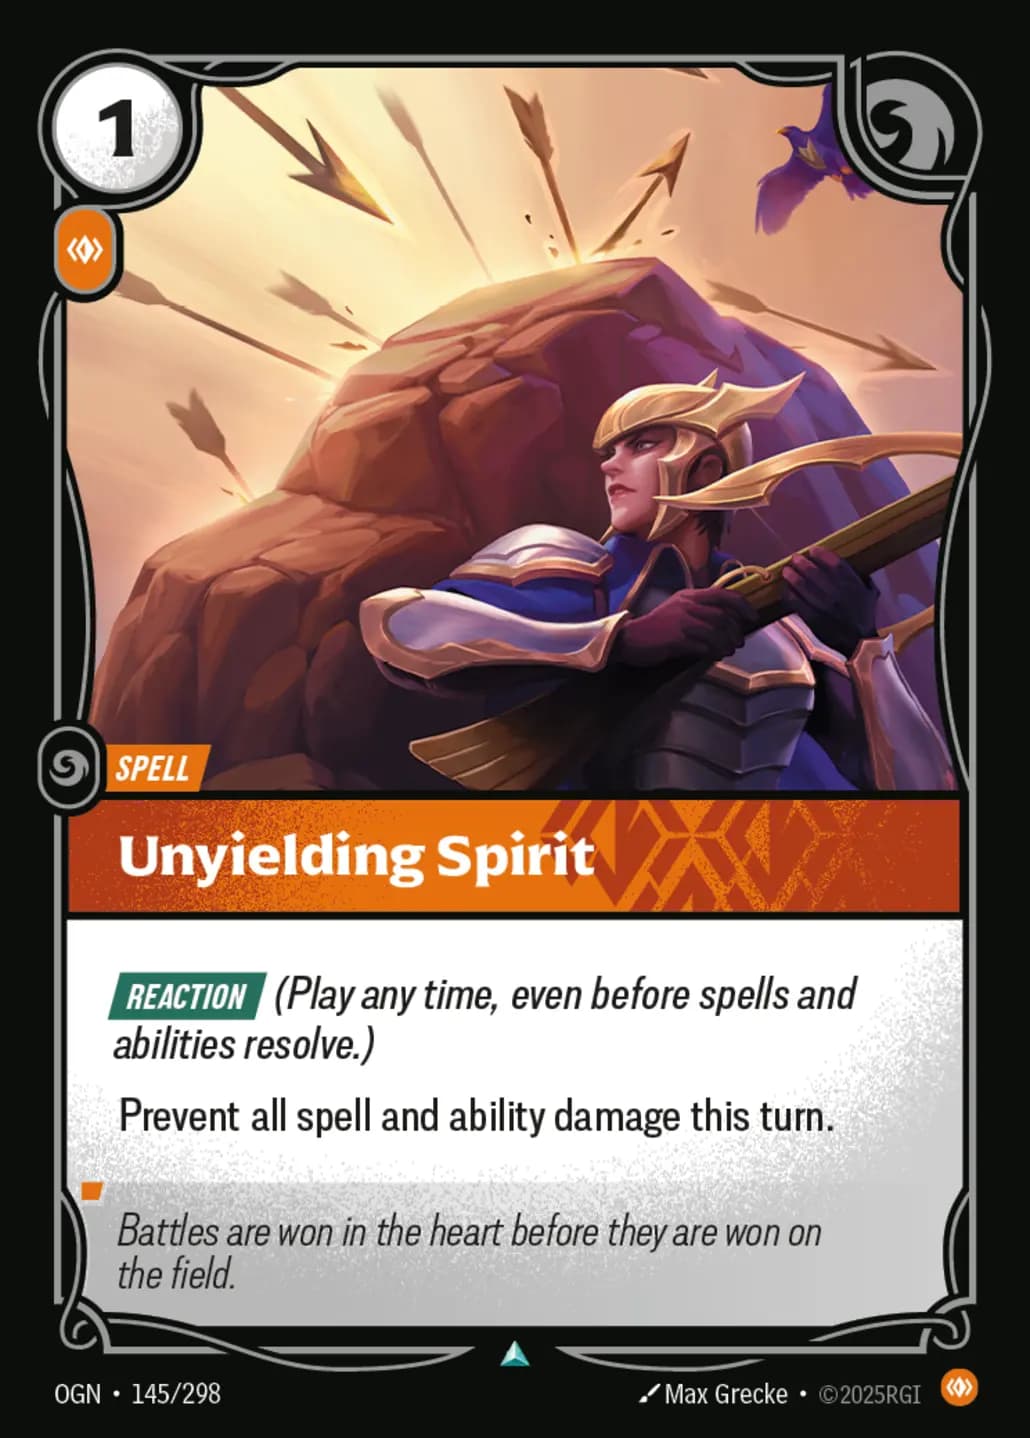 1
SPELL
Unyielding Spirit
REACTION (Play any time, even before spells and
abilities resolve.)
Prevent all spell and ability damage this turn.
Battles are won in the heart before they are won on
the field.
OGN • 145/298
Max Grecke • ©2025RGI